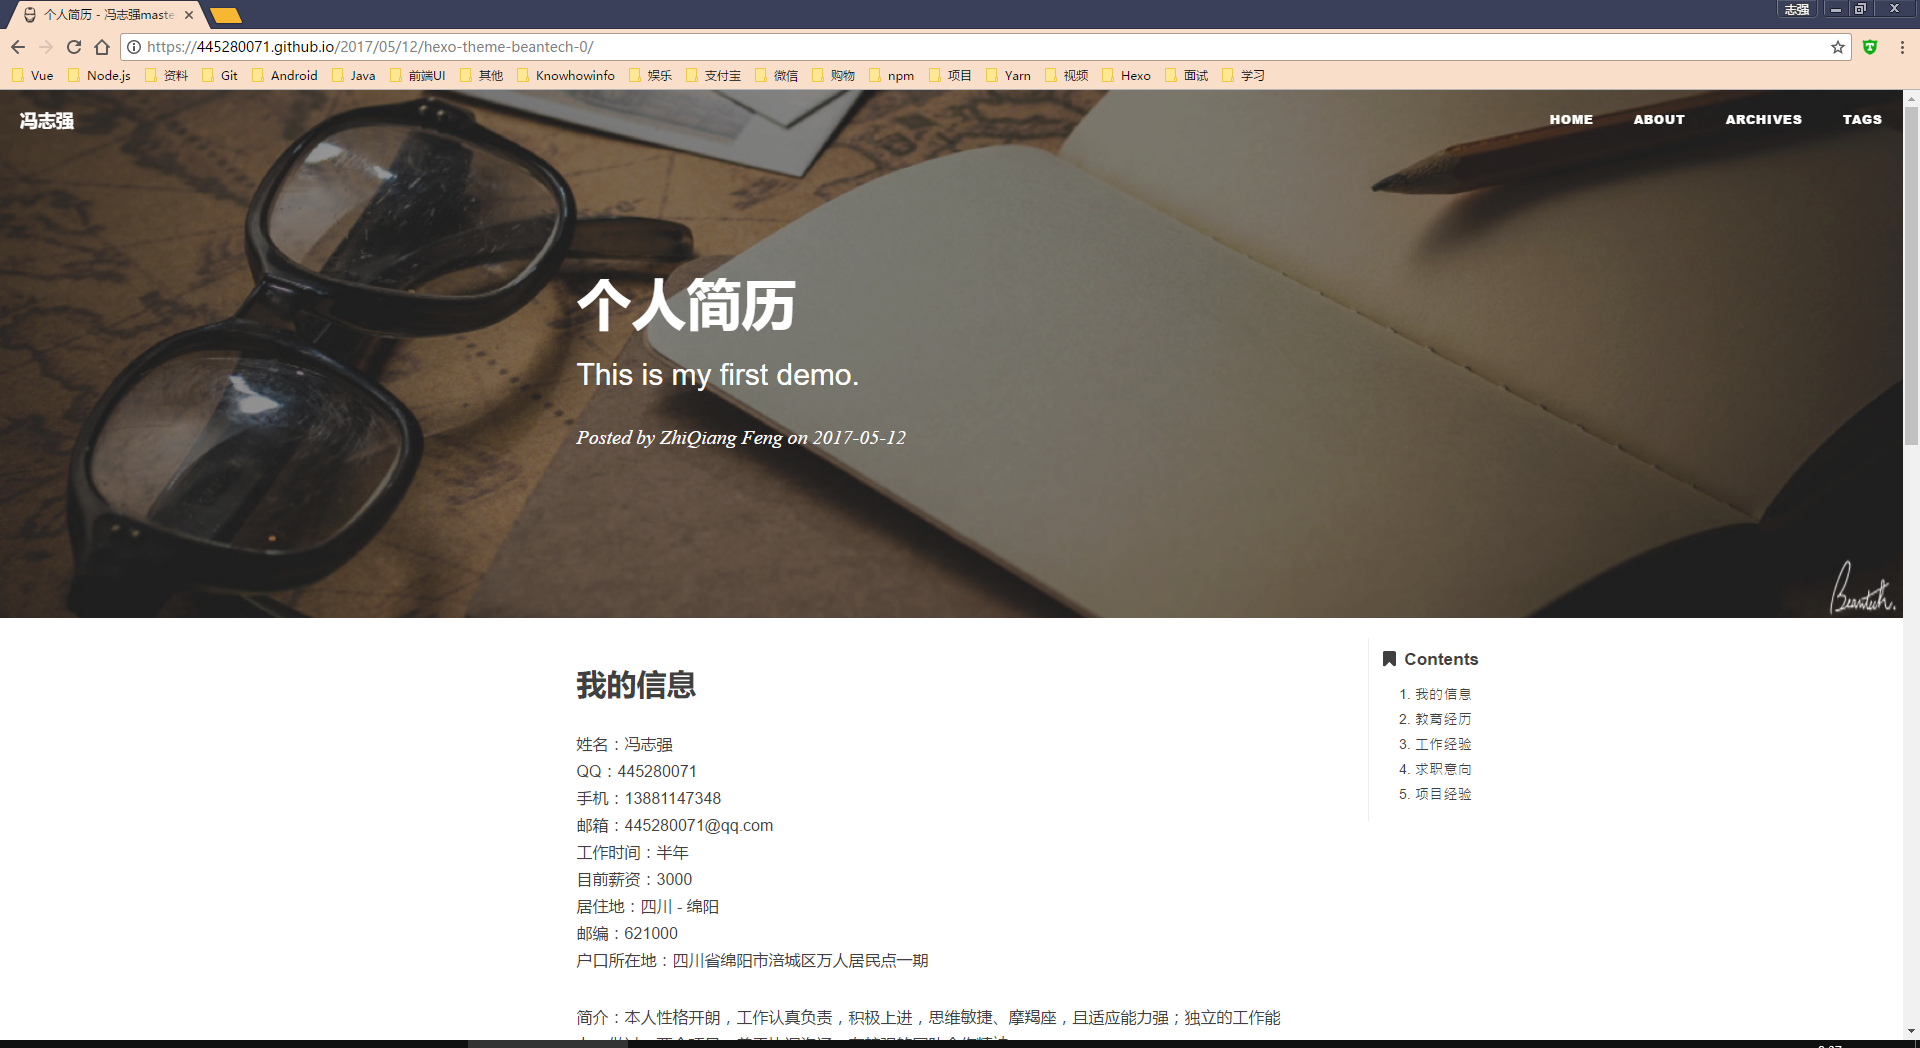 个人简历 - 冯志强maste
志强
https://445280071.github.io/2017/05/12/hexo-theme-beantech-0/
Vue Node.js 资料 Git Android Java 前端UI 其他 Knowhowinfo 娱乐 支付宝 微信 购物 npm 项目 Yarn 视频 Hexo 面试 学习
冯志强 HOME ABOUT ARCHIVES TAGS
个人简历
This is my first demo.
Posted by ZhiQiang Feng on 2017-05-12
Beantech.
我的信息
姓名：冯志强
QQ：445280071
手机：13881147348
邮箱：445280071@qq.com
工作时间：半年
目前薪资：3000
居住地：四川 - 绵阳
邮编：621000
户口所在地：四川省绵阳市涪城区万人居民点一期
简介：本人性格开朗，工作认真负责，积极上进，思维敏捷、摩羯座，且适应能力强；独立的工作能
Contents
1. 我的信息
2. 教育经历
3. 工作经验
4. 求职意向
5. 项目经验